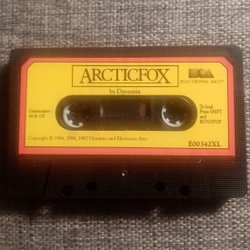 ARCTICFOX
by Dynamix
ELECTRONIC ARTS
Commodore
64 & 128
To load
Press SHIFT
and
RUN/STOP
Copyright © 1984, 1986, 1987 Dynamix and Electronic Arts
E00342XL